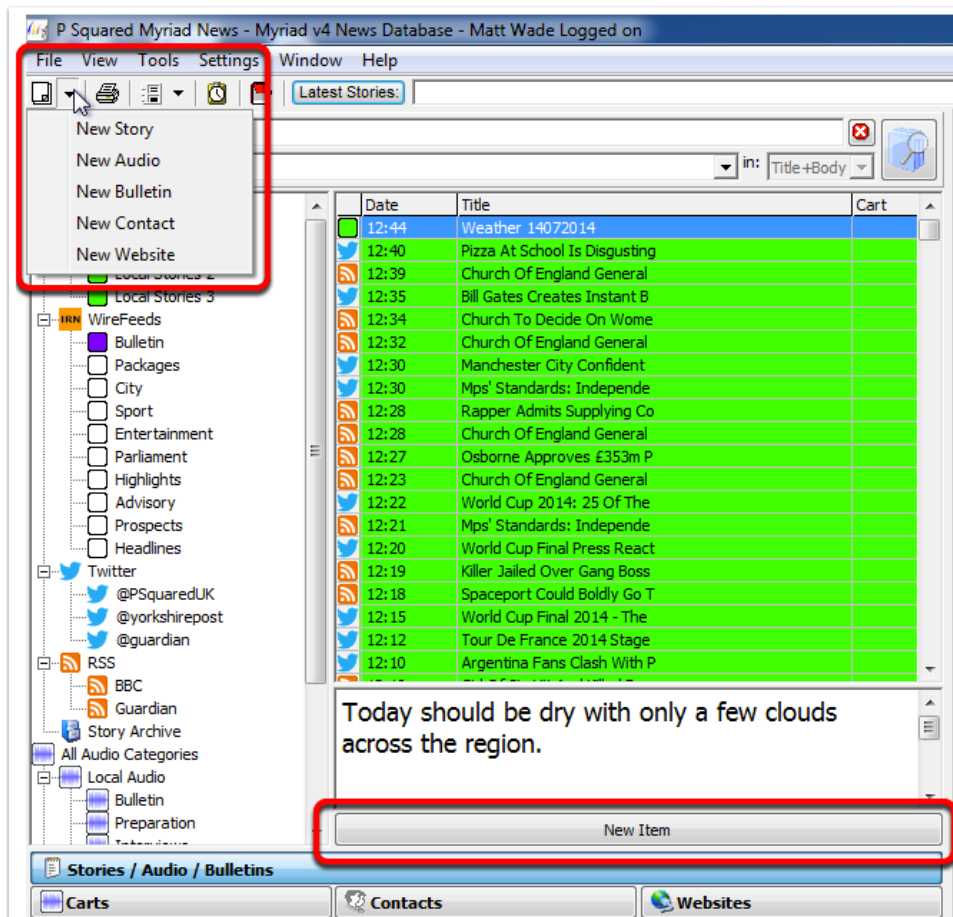 P Squared Myriad News - Myriad v4 News Database - Matt Wade Logged on
File View Tools Settings Window Help
Latest Stories:
New Story
New Audio
New Bulletin
New Contact
New Website
in: Title+Body
Local Stories 2
Local Stories 3
IRN WireFeeds
Bulletin
Packages
City
Sport
Entertainment
Parliament
Highlights
Advisory
Prospects
Headlines
Twitter
@PSquaredUK
@yorkshirepost
@guardian
RSS
BBC
Guardian
Story Archive
All Audio Categories
Local Audio
Bulletin
Preparation
Interviews
Date Title Cart
12:44 Weather 14072014
12:40 Pizza At School Is Disgusting
12:39 Church Of England General
12:35 Bill Gates Creates Instant B
12:34 Church To Decide On Wome
12:32 Church Of England General
12:30 Manchester City Confident
12:30 Mps' Standards: Independe
12:28 Rapper Admits Supplying Co
12:28 Church Of England General
12:27 Osborne Approves £353m P
12:23 Church Of England General
12:22 World Cup 2014: 25 Of The
12:21 Mps' Standards: Independe
12:20 World Cup Final Press React
12:19 Killer Jailed Over Gang Boss
12:18 Spaceport Could Boldly Go T
12:15 World Cup Final 2014 - The
12:12 Tour De France 2014 Stage
12:10 Argentina Fans Clash With P
Today should be dry with only a few clouds
across the region.
New Item
Stories / Audio / Bulletins
Carts Contacts Websites